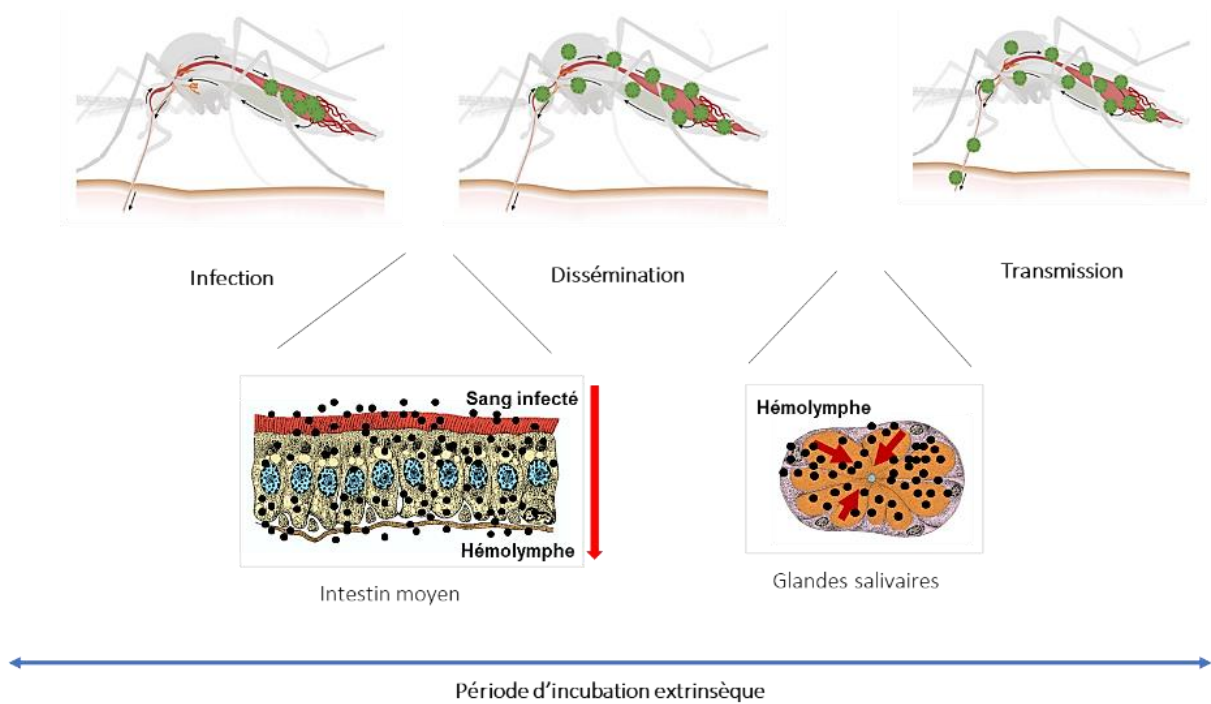 Infection
Dissémination
Transmission
Sang infecté
Hémolymphe
Intestin moyen
Hémolymphe
Glandes salivaires
Période d'incubation extrinsèque